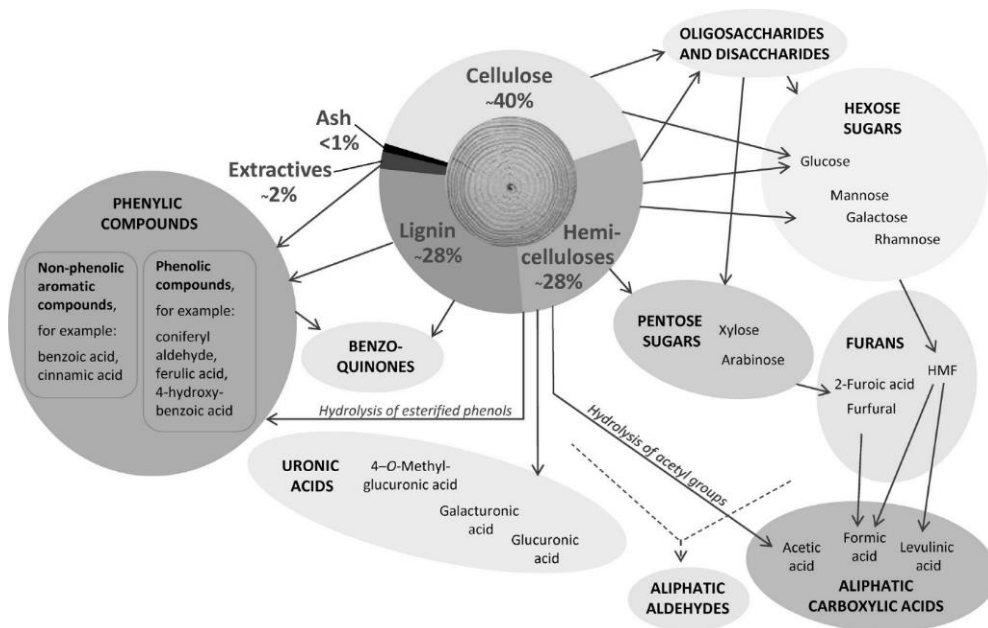 OLIGOSACCHARIDES
AND DISACCHARIDES
Cellulose
~40%
HEXOSE
SUGARS
Glucose
Mannose
Galactose
Rhamnose
Ash
<1%
Extractives
~2%
PHENYLIC
COMPOUNDS
Non-phenolic
aromatic
compounds,
for example:
benzoic acid,
cinnamic acid
Phenolic
compounds,
for example:
coniferyl
aldehyde,
ferulic acid,
4-hydroxy-
benzoic acid
Lignin
~28%
Hemi-
celluloses
~28%
BENZO-
QUINONES
PENTOSE
SUGARS
Xylose
Arabinose
FURANS
HMF
2-Furoic acid
Furfural
Hydrolysis of esterified phenols
Hydrolysis of acetyl groups
URONIC
ACIDS
4–O-Methyl-
glucuronic acid
Galacturonic
acid
Glucuronic
acid
ALIPHATIC
ALDEHYDES
Acetic
acid
Formic
acid
Levulinic
acid
ALIPHATIC
CARBOXYLIC ACIDS